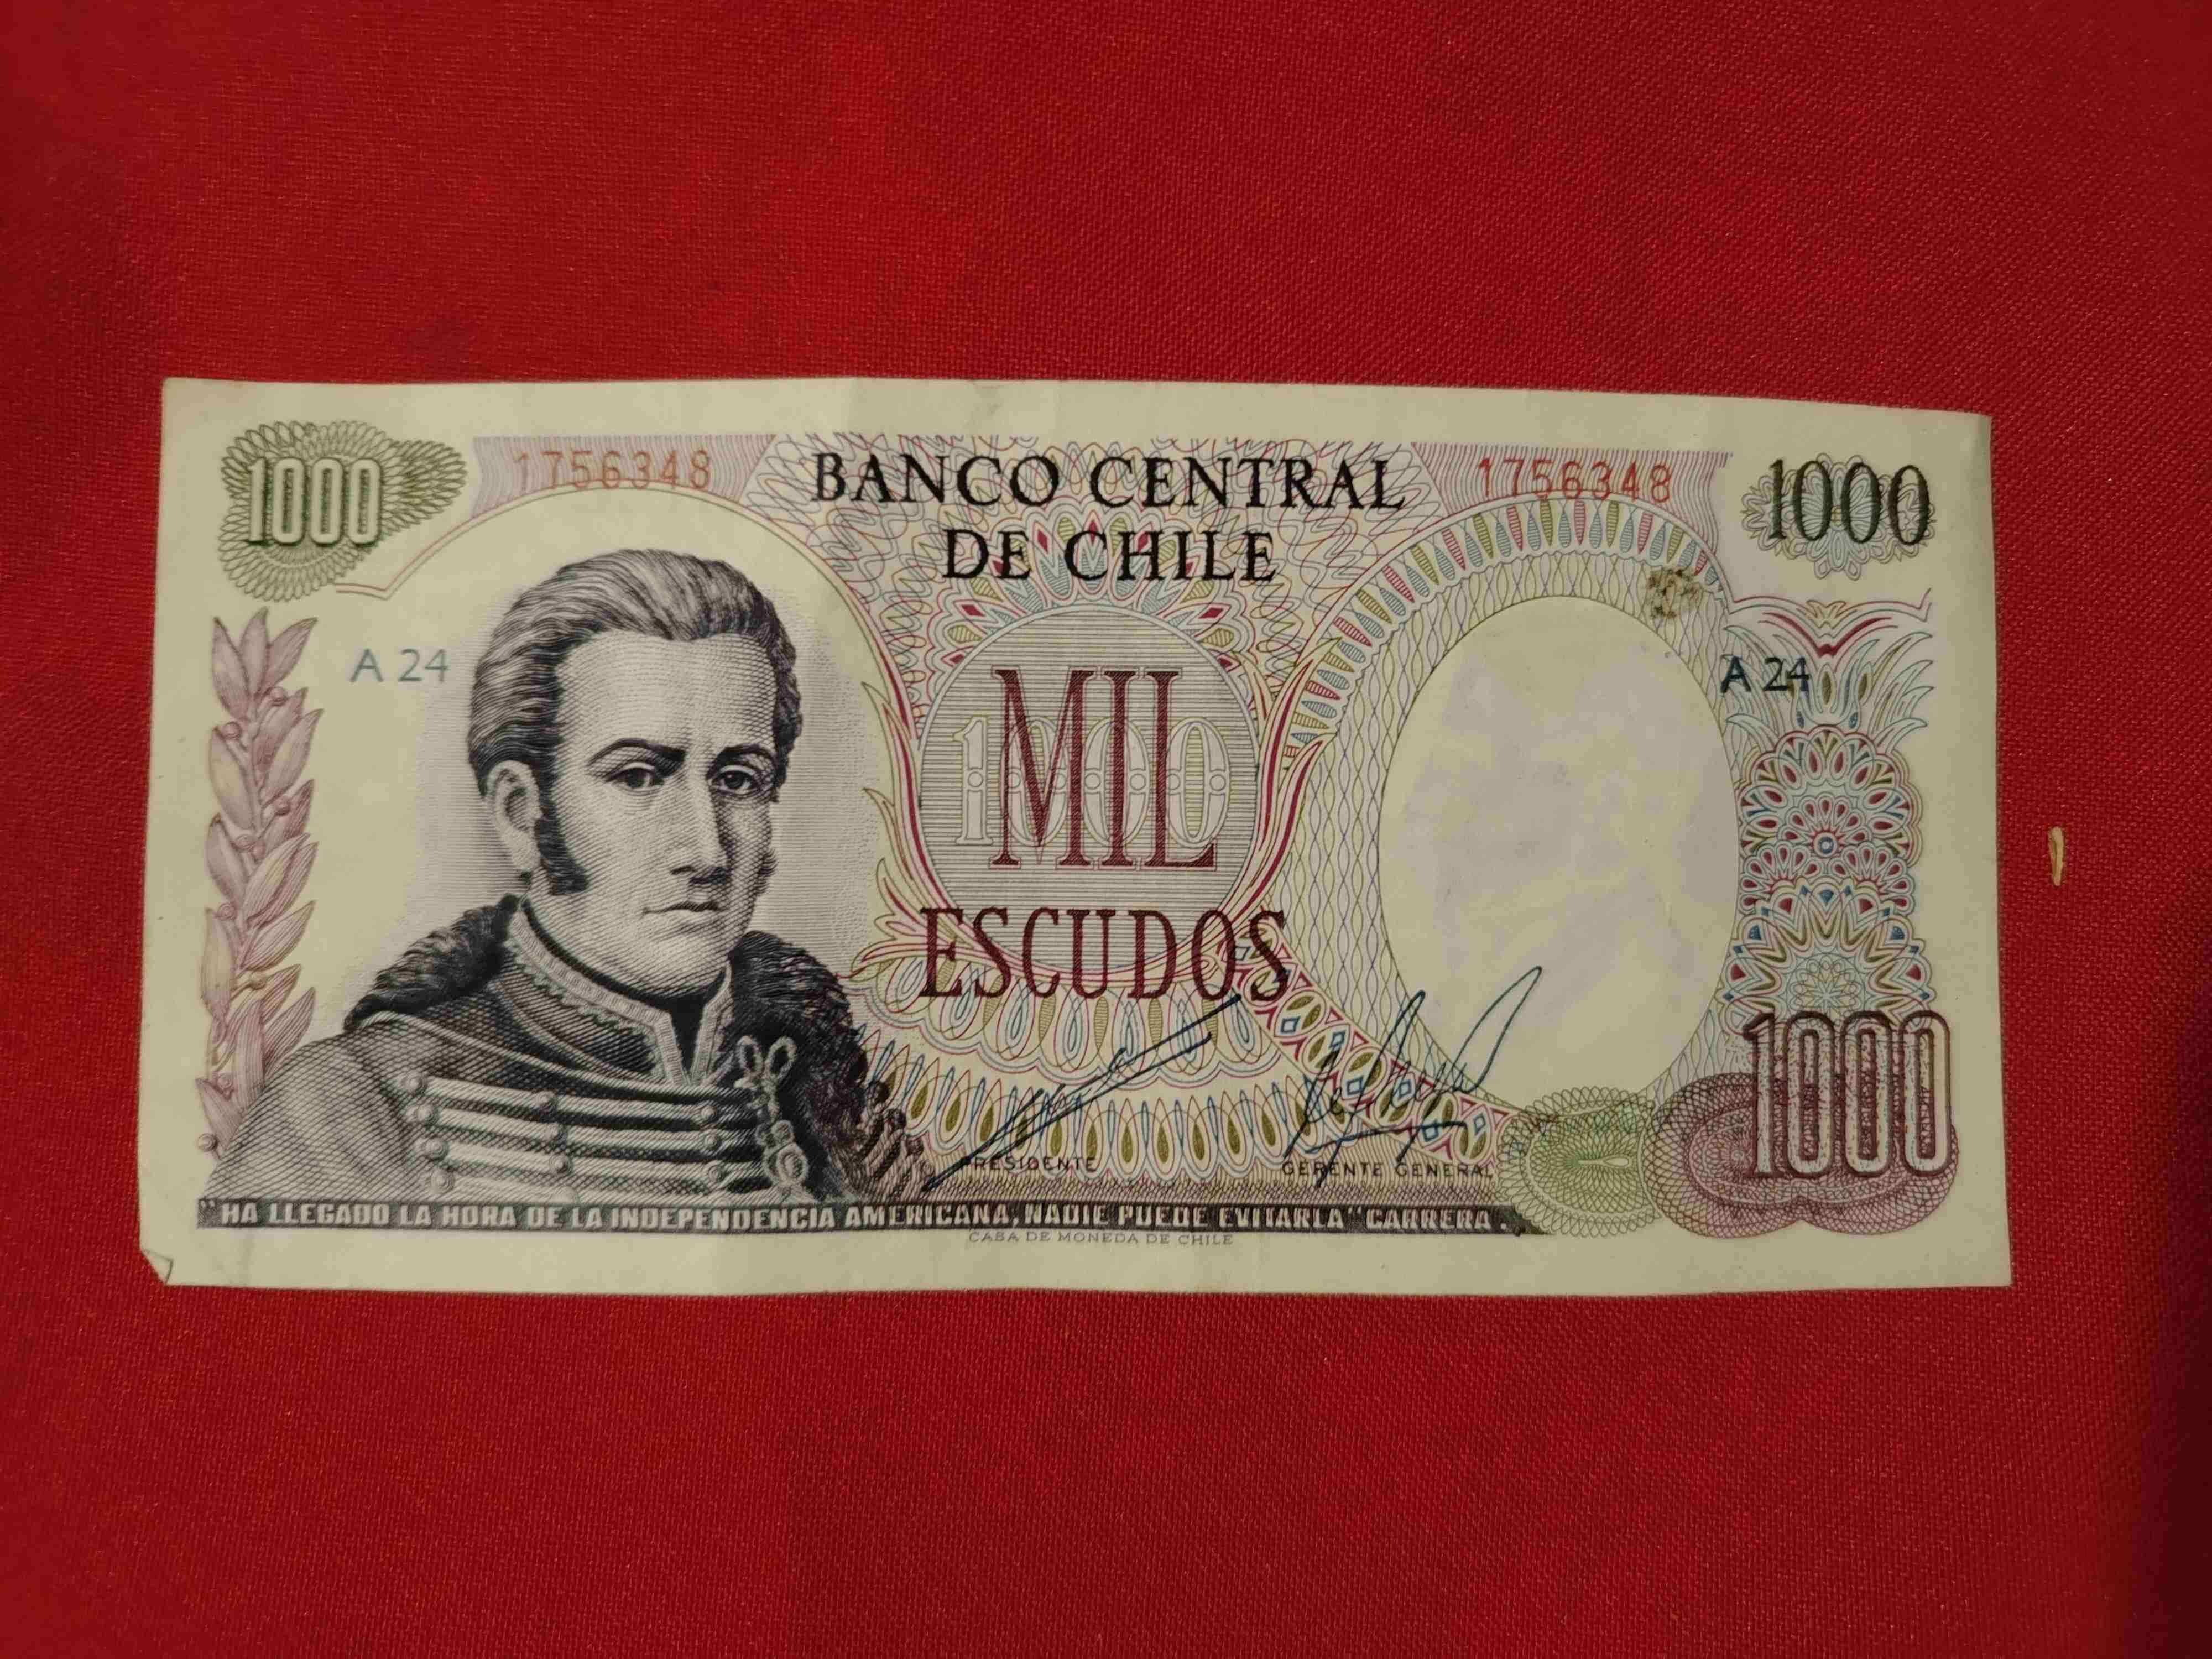 1000
1756348
BANCO CENTRAL
DE CHILE
1756348
1000
A 24
A 24
MIL
1000
ESCUDOS
1000
PRESIDENTE
GERENTE GENERAL
"HA LLEGADO LA HORA DE LA INDEPENDENCIA AMERICANA, NADIE PUEDE EVITARLA" CARRERA.
CASA DE MONEDA DE CHILE